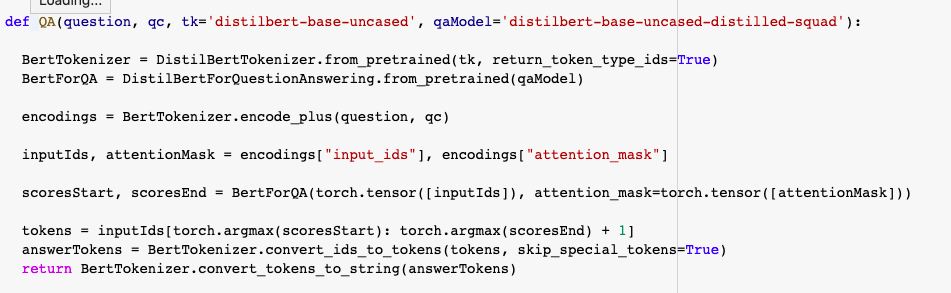 Loading...
def QA(question, qc, tk='distilbert-base-uncased', qaModel='distilbert-base-uncased-distilled-squad'):
BertTokenizer = DistilBertTokenizer.from_pretrained(tk, return_token_type_ids=True)
BertForQA = DistilBertForQuestionAnswering.from_pretrained(qaModel)
encodings = BertTokenizer.encode_plus(question, qc)
inputIds, attentionMask = encodings["input_ids"], encodings["attention_mask"]
scoresStart, scoresEnd = BertForQA(torch.tensor([inputIds]), attention_mask=torch.tensor([attentionMask]))
tokens = inputIds[torch.argmax(scoresStart): torch.argmax(scoresEnd) + 1]
answerTokens = BertTokenizer.convert_ids_to_tokens(tokens, skip_special_tokens=True)
return BertTokenizer.convert_tokens_to_string(answerTokens)